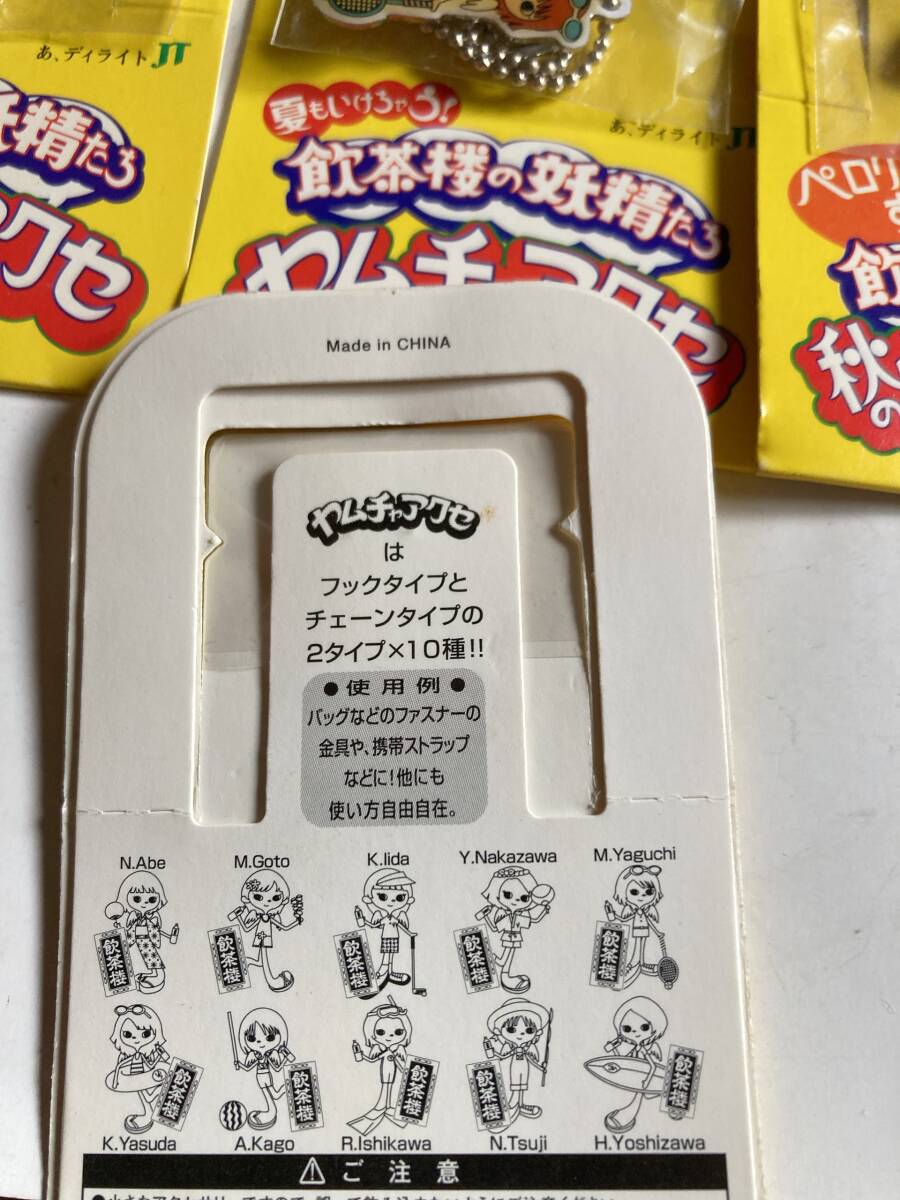 あ、ディライト JT
妖精たろ
アクセ
夏もいけちゃう!
あ、ディライト JT
飲茶楼の妖精たろ
ヤムチャアクセ
ペロリ
飲
秋
の
Made in CHINA
ヤムチャアクセ
は
フックタイプと
チェーンタイプの
2タイプ×10種!!
●使用例●
バッグなどのファスナーの
金具や、携帯ストラップ
などに!他にも
使い方自由自在。
N.Abe M.Goto K.Iida Y.Nakazawa M.Yaguchi
飲茶楼 飲茶楼 飲茶楼 飲茶楼 飲茶楼
飲茶楼 飲茶楼 飲茶楼 飲茶楼 飲茶楼
K.Yasuda A.Kago R.Ishikawa N.Tsuji H.Yoshizawa
⚠ご注意